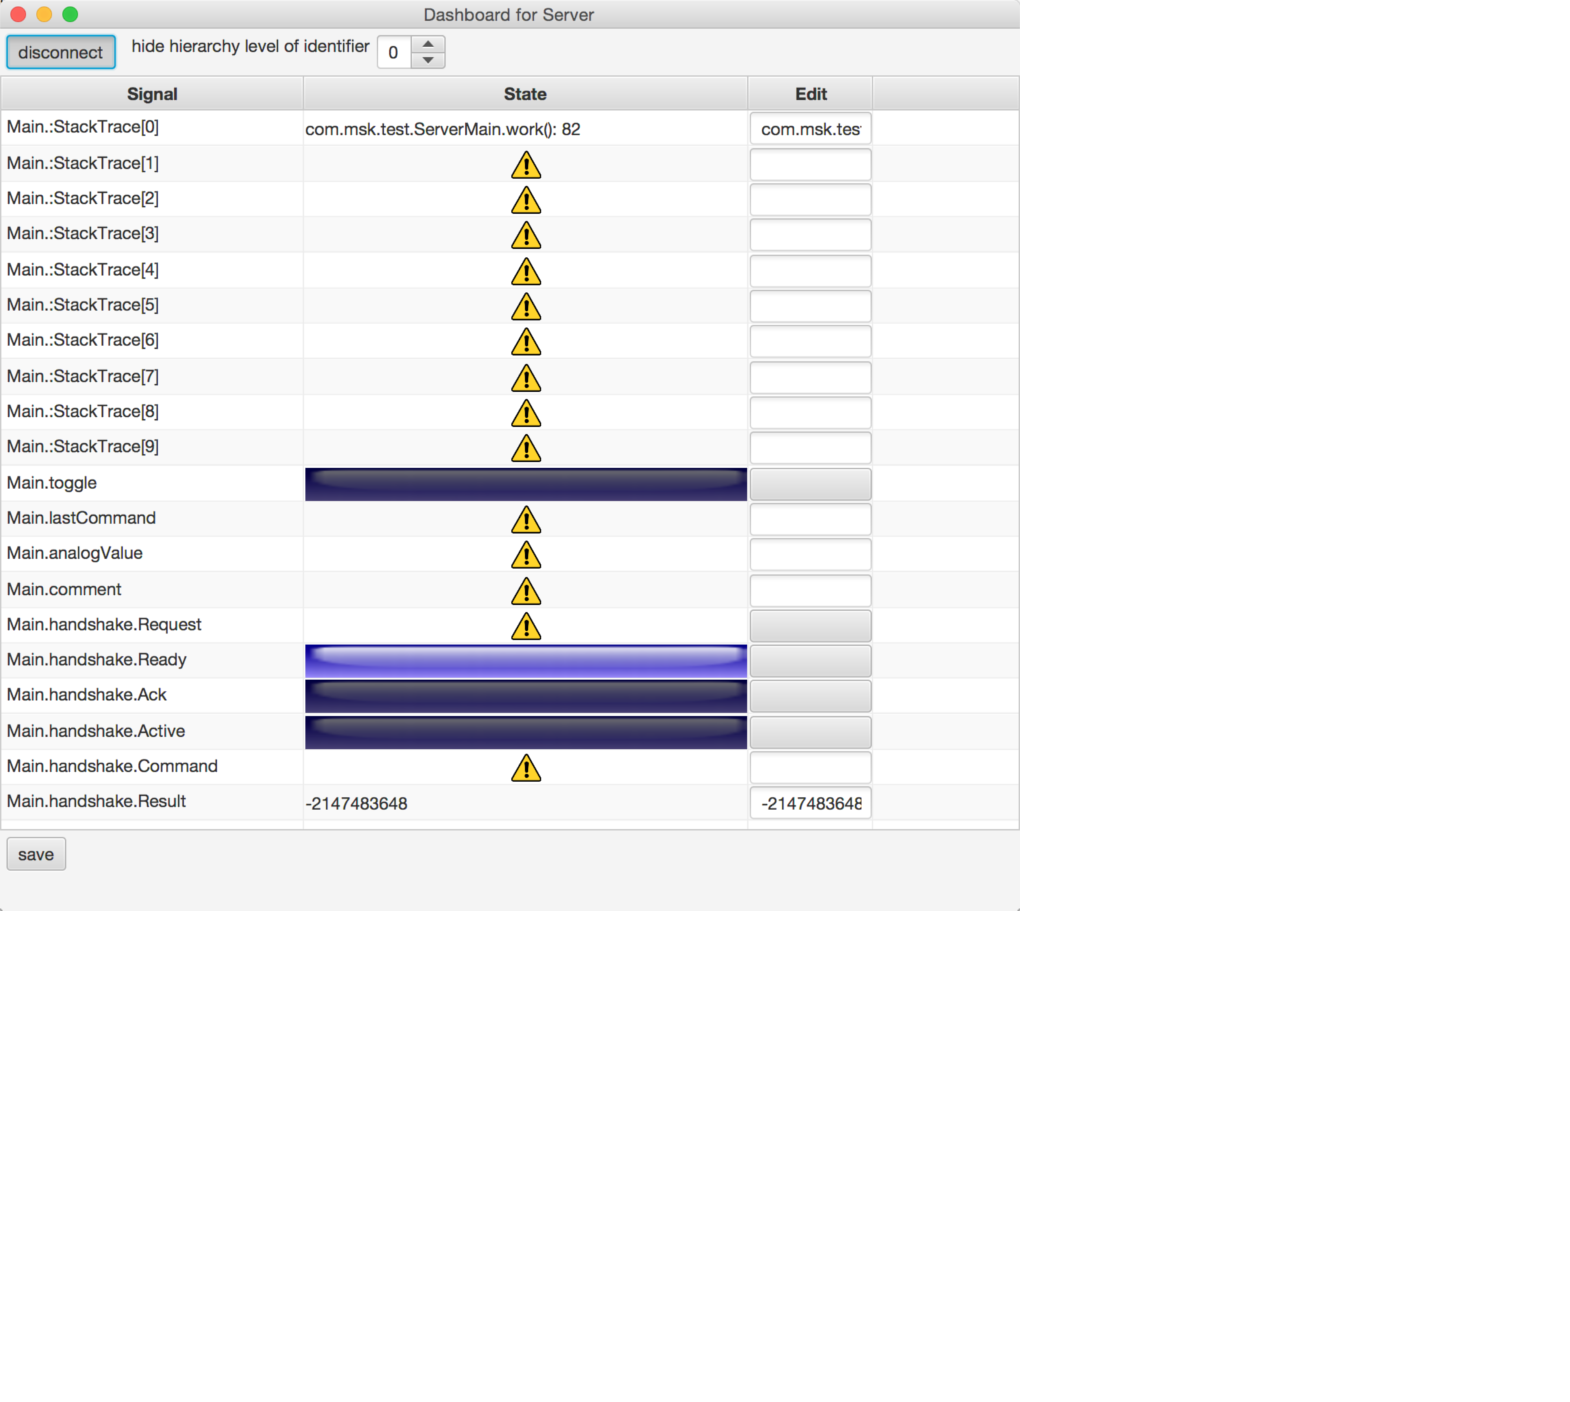 Dashboard for Server
disconnect hide hierarchy level of identifier 0
Signal State Edit
Main.:StackTrace[0] com.msk.test.ServerMain.work(): 82 com.msk.tes
Main.:StackTrace[1]
Main.:StackTrace[2]
Main.:StackTrace[3]
Main.:StackTrace[4]
Main.:StackTrace[5]
Main.:StackTrace[6]
Main.:StackTrace[7]
Main.:StackTrace[8]
Main.:StackTrace[9]
Main.toggle
Main.lastCommand
Main.analogValue
Main.comment
Main.handshake.Request
Main.handshake.Ready
Main.handshake.Ack
Main.handshake.Active
Main.handshake.Command
Main.handshake.Result -2147483648 -2147483648
save